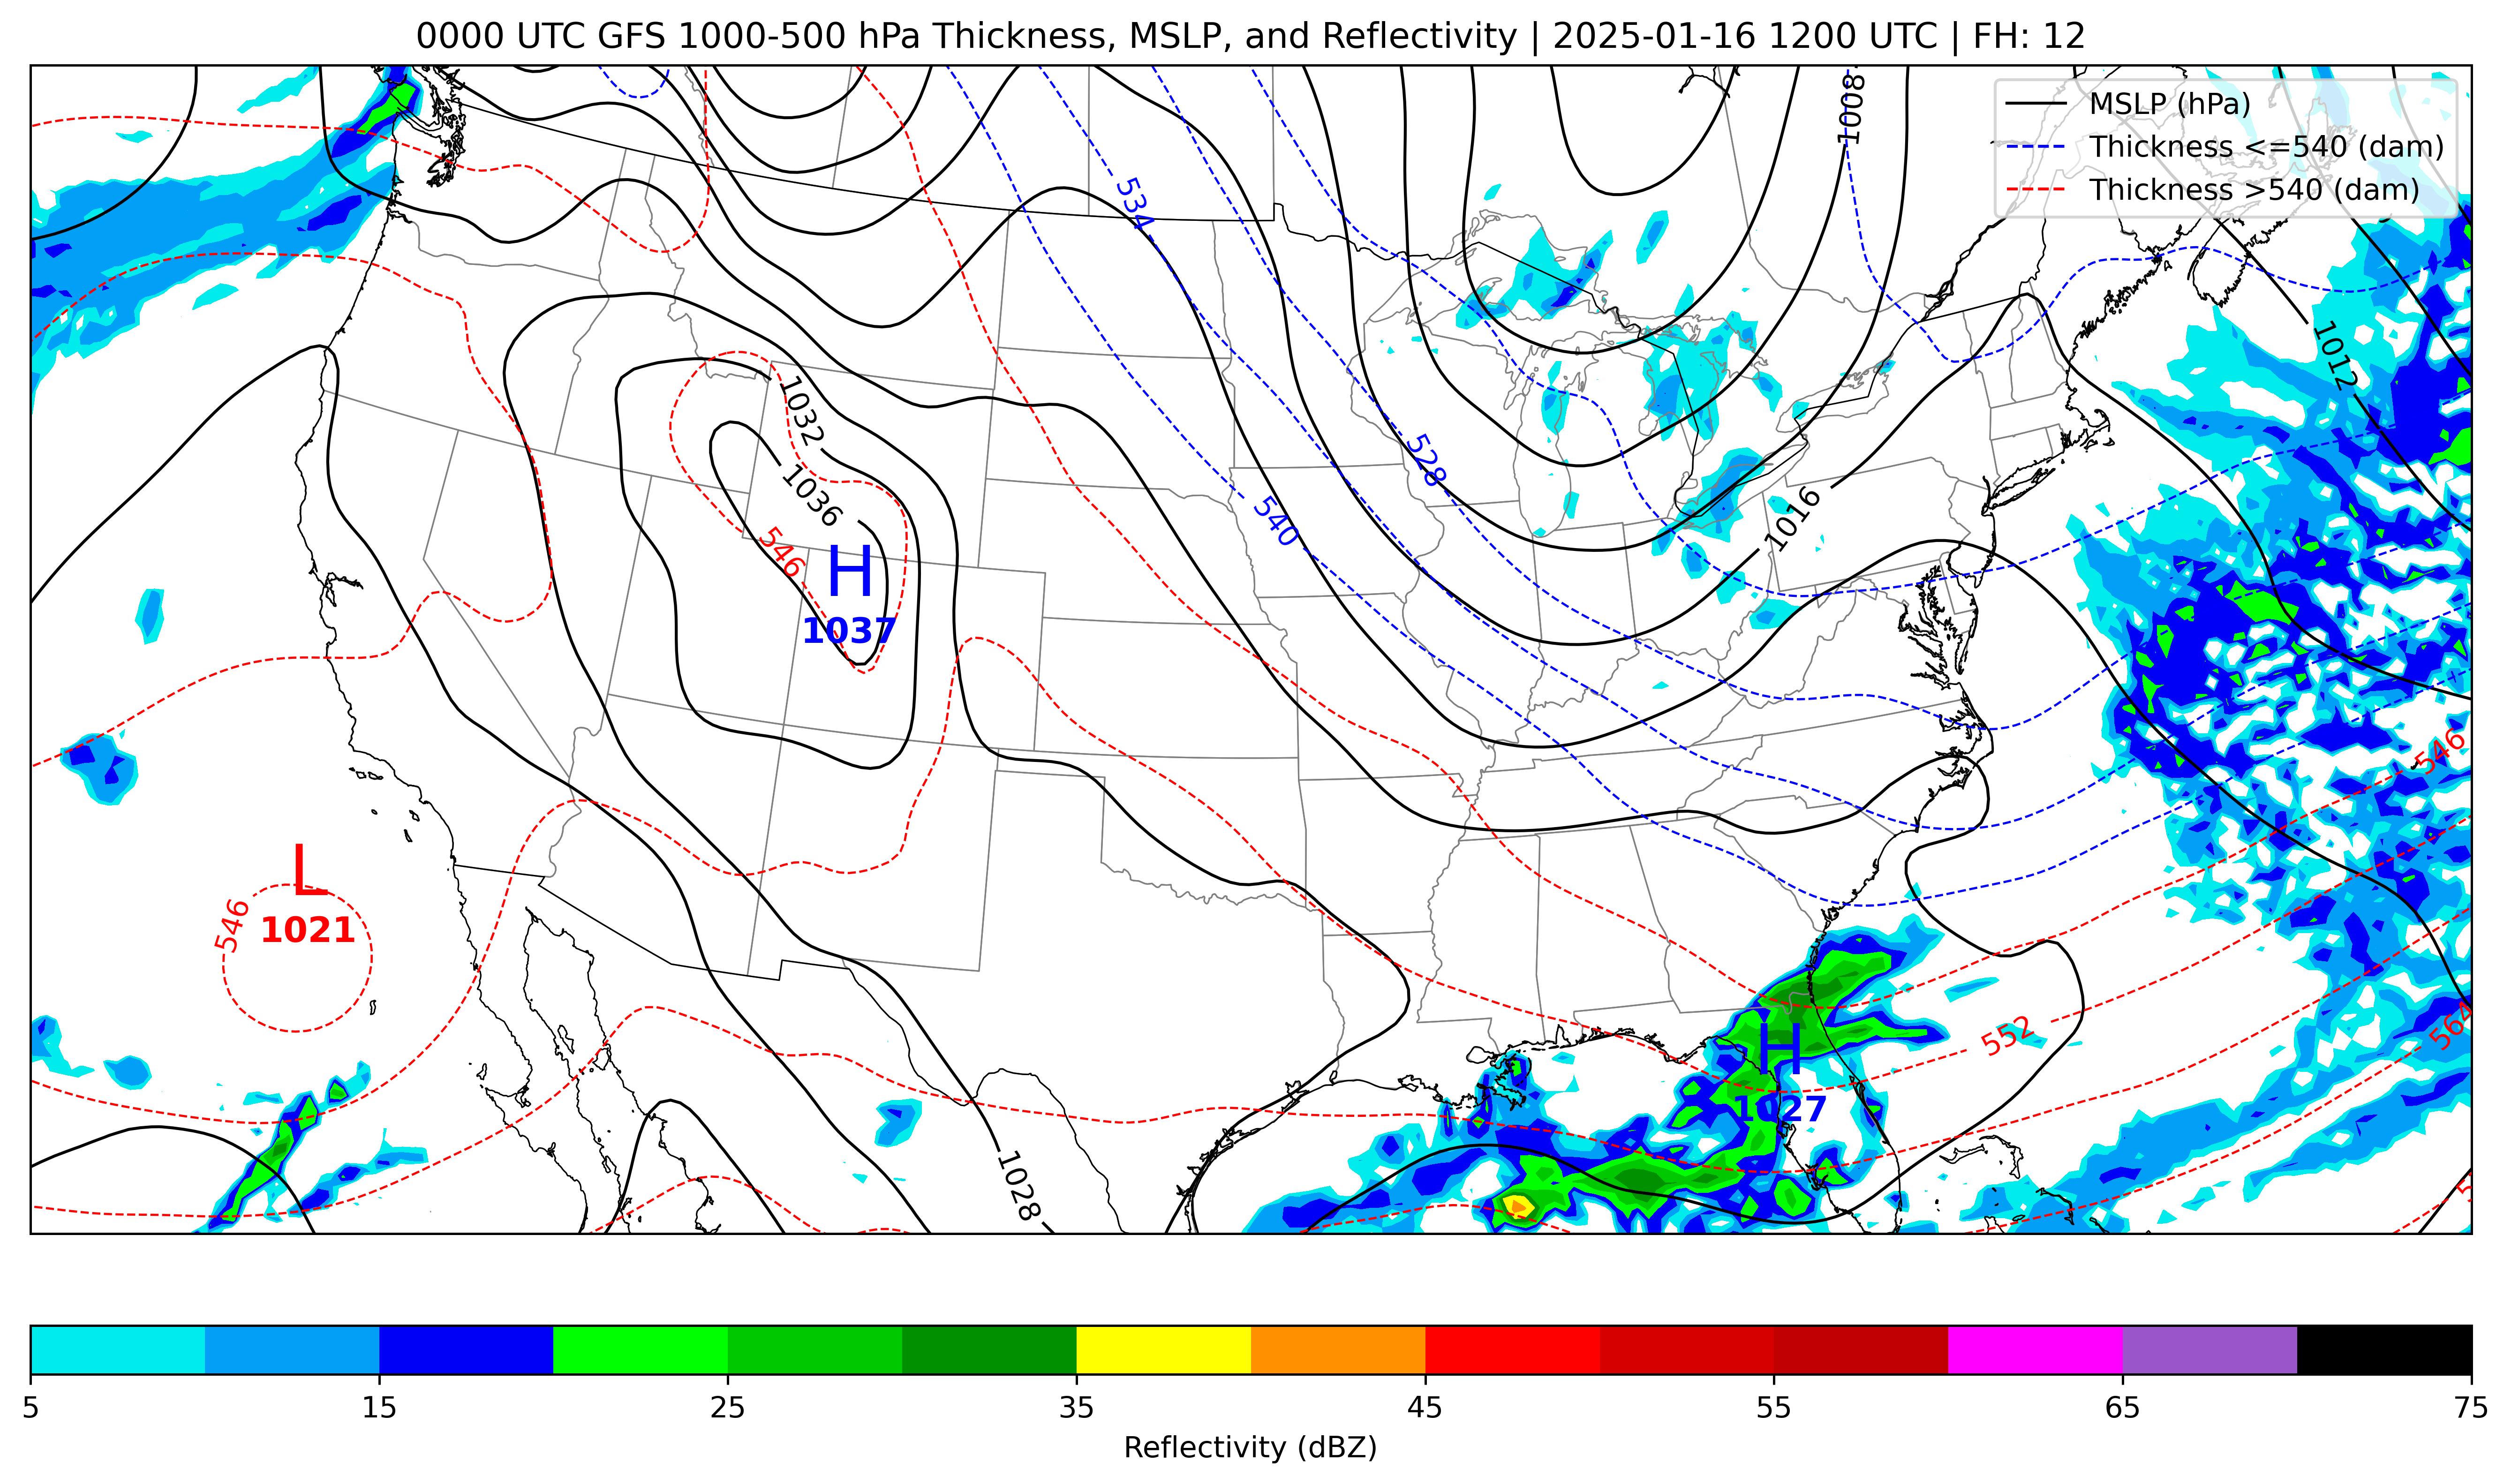 0000 UTC GFS 1000-500 hPa Thickness, MSLP, and Reflectivity | 2025-01-16 1200 UTC | FH: 12
MSLP (hPa)
Thickness <=540 (dam)
Thickness >540 (dam)
1008
534
1012
1032
528
1036
540
1016
546
H
1037
546
L
1021
546
552
564
H
1027
1028
5 15 25 35 45 55 65 75
Reflectivity (dBZ)